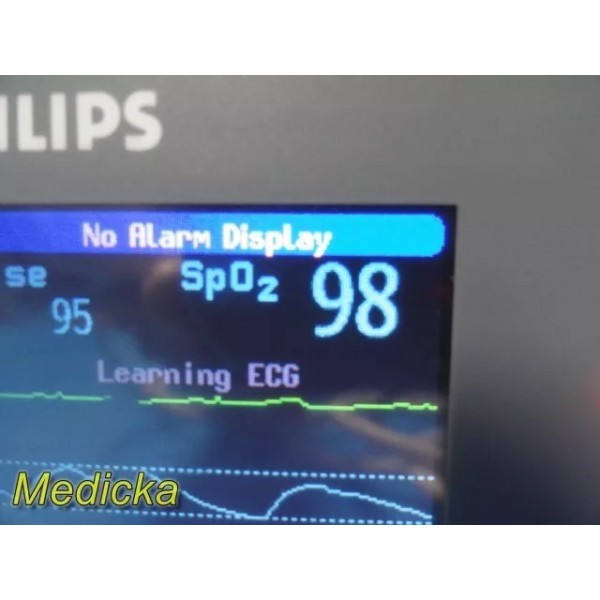 ILIPS
No Alarm Display
se SpO₂ 98
95
Learning ECG
Medicka